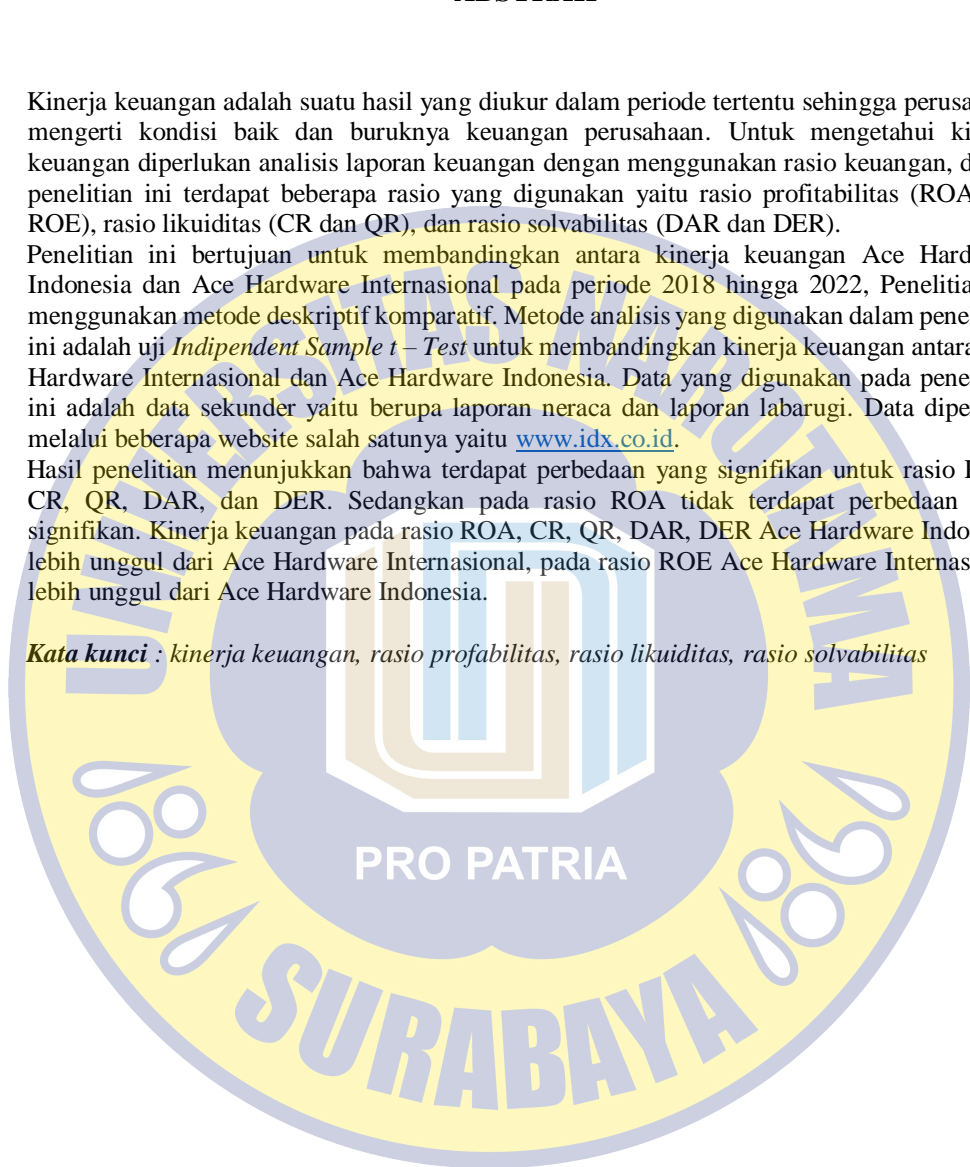 Kinerja keuangan adalah suatu hasil yang diukur dalam periode tertentu sehingga perusa
mengerti kondisi baik dan buruknya keuangan perusahaan. Untuk mengetahui ki
keuangan diperlukan analisis laporan keuangan dengan menggunakan rasio keuangan, d
penelitian ini terdapat beberapa rasio yang digunakan yaitu rasio profitabilitas (ROA
ROE), rasio likuiditas (CR dan QR), dan rasio solvabilitas (DAR dan DER).
Penelitian ini bertujuan untuk membandingkan antara kinerja keuangan Ace Hard
Indonesia dan Ace Hardware Internasional pada periode 2018 hingga 2022, Penelitia
menggunakan metode deskriptif komparatif. Metode analisis yang digunakan dalam pene
ini adalah uji Indipendent Sample t – Test untuk membandingkan kinerja keuangan antara
Hardware Internasional dan Ace Hardware Indonesia. Data yang digunakan pada pene
ini adalah data sekunder yaitu berupa laporan neraca dan laporan labarugi. Data dipe
melalui beberapa website salah satunya yaitu www.idx.co.id.
Hasil penelitian menunjukkan bahwa terdapat perbedaan yang signifikan untuk rasio
CR, QR, DAR, dan DER. Sedangkan pada rasio ROA tidak terdapat perbedaan
signifikan. Kinerja keuangan pada rasio ROA, CR, QR, DAR, DER Ace Hardware Indo
lebih unggul dari Ace Hardware Internasional, pada rasio ROE Ace Hardware Internas
lebih unggul dari Ace Hardware Indonesia.
Kata kunci : kinerja keuangan, rasio profabilitas, rasio likuiditas, rasio solvabilitas
UNIVERSITAS NAROTAMA
PRO PATRIA
SURABAYA